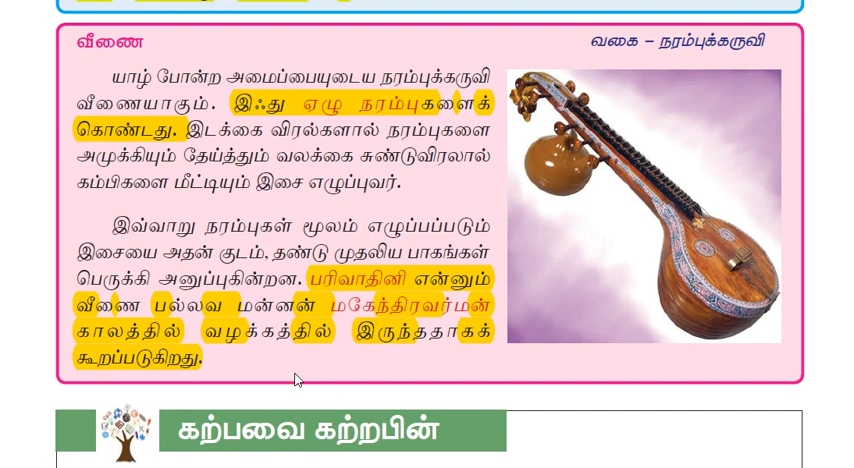 வீணை
வகை – நரம்புக்கருவி
யாழ் போன்ற அமைப்பையுடைய நரம்புக்கருவி
வீணையாகும். இஃது ஏழு நரம்புகளைக்
கொண்டது. இடக்கை விரல்களால் நரம்புகளை
அமுக்கியும் தேய்த்தும் வலக்கை சுண்டுவிரலால்
கம்பிகளை மீட்டியும் இசை எழுப்புவர்.
இவ்வாறு நரம்புகள் மூலம் எழுப்பப்படும்
இசையை அதன் குடம், தண்டு முதலிய பாகங்கள்
பெருக்கி அனுப்புகின்றன. பரிவாதினி என்னும்
வீணை பல்லவ மன்னன் மகேந்திரவர்மன்
காலத்தில் வழக்கத்தில் இருந்ததாகக்
கூறப்படுகிறது.
கற்பவை கற்றபின்